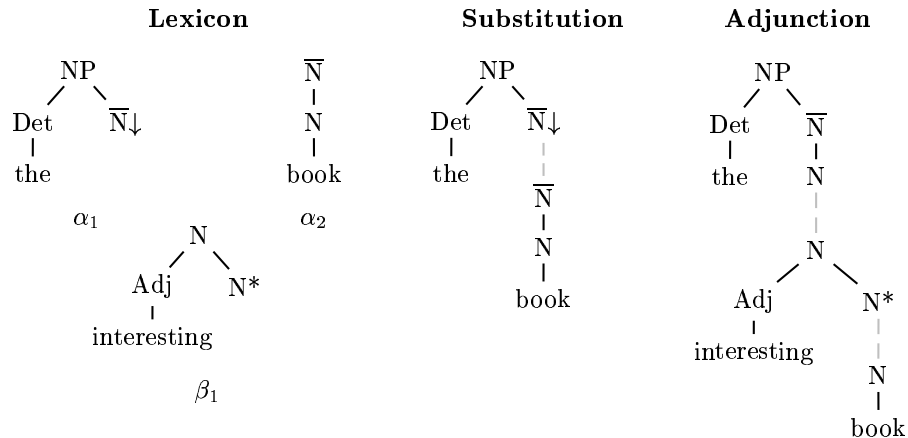 Lexicon
NP
Det N̅↓
the
α₁
N̅
N
book
α₂
N
Adj N*
interesting
β₁
Substitution
NP
Det N̅↓
the
N̅
N
book
Adjunction
NP
Det N̅
the N
N
Adj N*
interesting
N
book